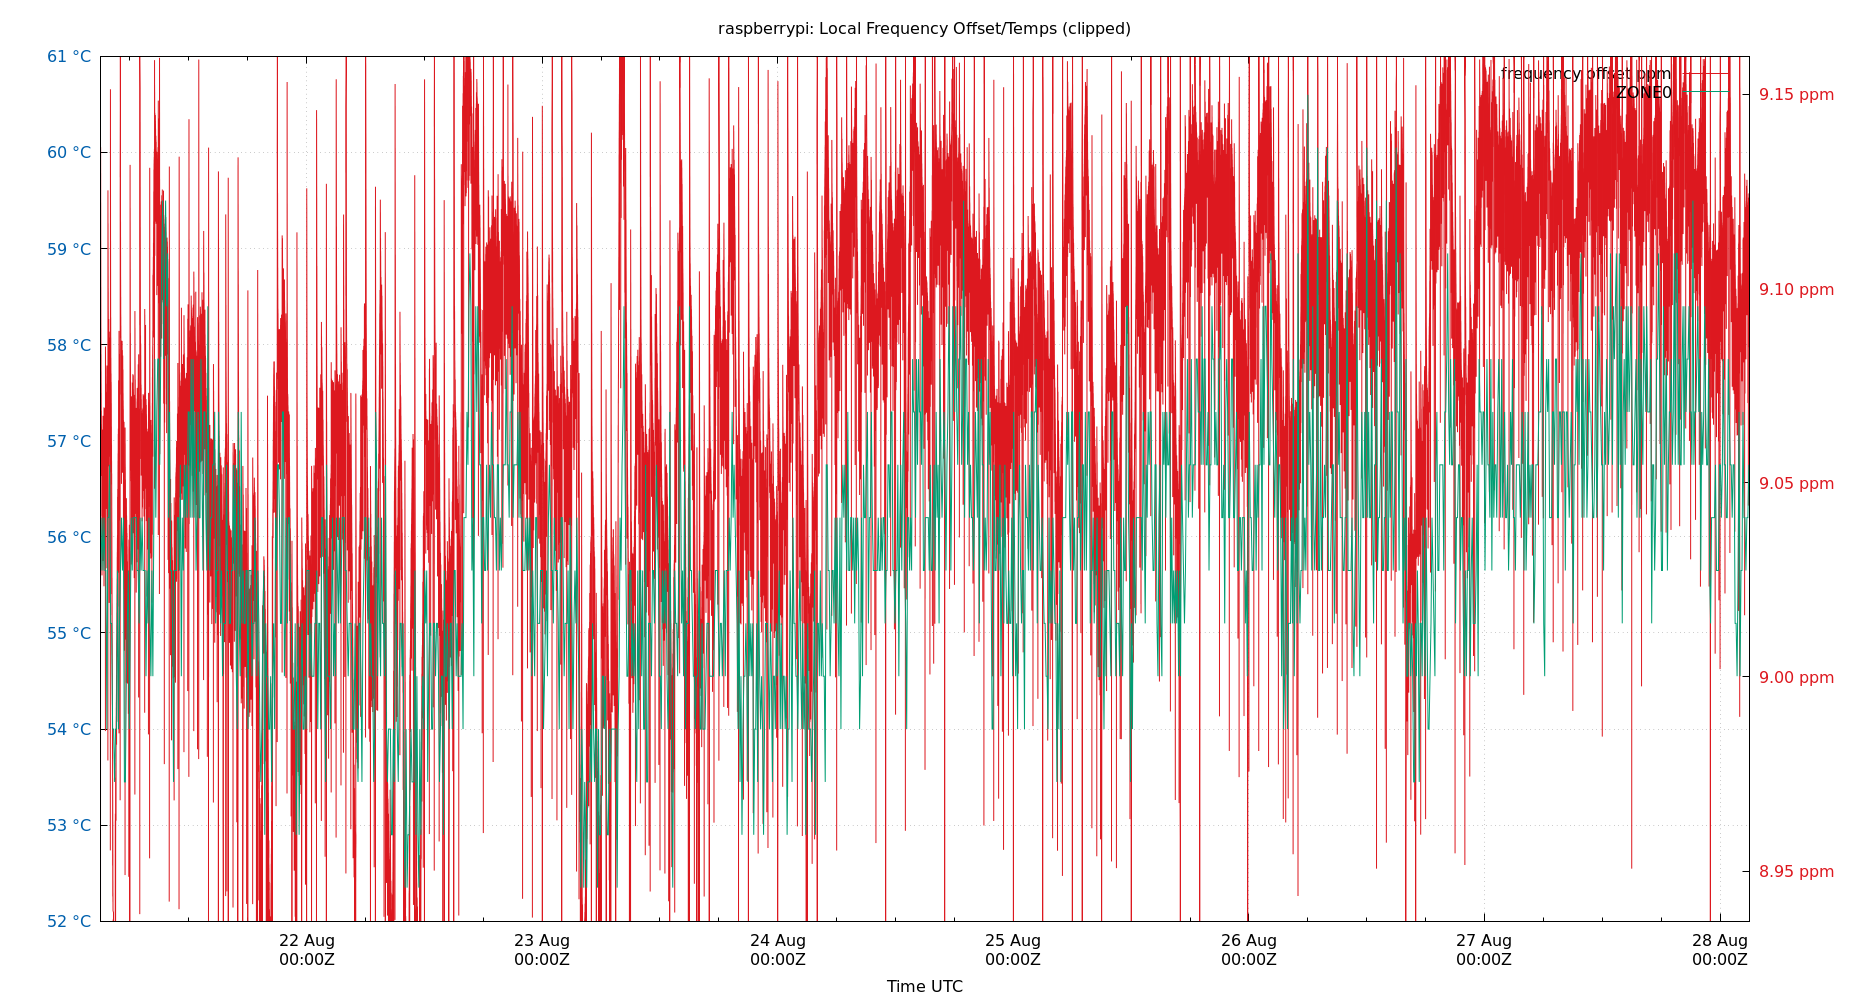 raspberrypi: Local Frequency Offset/Temps (clipped)
61 °C
60 °C
59 °C
58 °C
57 °C
56 °C
55 °C
54 °C
53 °C
52 °C
frequency offset ppm
ZONE0
9.15 ppm
9.10 ppm
9.05 ppm
9.00 ppm
8.95 ppm
22 Aug
00:00Z
23 Aug
00:00Z
24 Aug
00:00Z
25 Aug
00:00Z
26 Aug
00:00Z
27 Aug
00:00Z
28 Aug
00:00Z
Time UTC